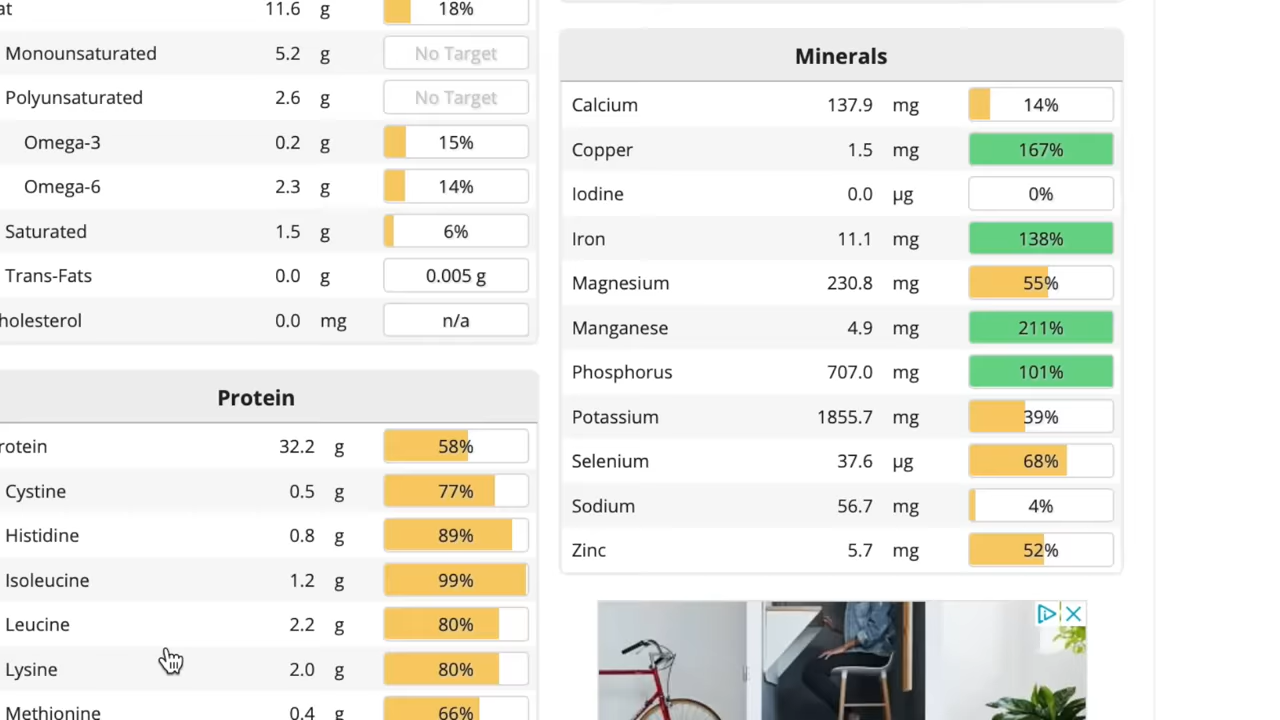 at 11.6 g 18%
Monounsaturated 5.2 g No Target
Polyunsaturated 2.6 g No Target
Omega-3 0.2 g 15%
Omega-6 2.3 g 14%
Saturated 1.5 g 6%
Trans-Fats 0.0 g 0.005 g
holesterol 0.0 mg n/a
Protein
rotein 32.2 g 58%
Cystine 0.5 g 77%
Histidine 0.8 g 89%
Isoleucine 1.2 g 99%
Leucine 2.2 g 80%
Lysine 2.0 g 80%
Methionine 0.4 g 66%
Minerals
Calcium 137.9 mg 14%
Copper 1.5 mg 167%
Iodine 0.0 µg 0%
Iron 11.1 mg 138%
Magnesium 230.8 mg 55%
Manganese 4.9 mg 211%
Phosphorus 707.0 mg 101%
Potassium 1855.7 mg 39%
Selenium 37.6 µg 68%
Sodium 56.7 mg 4%
Zinc 5.7 mg 52%